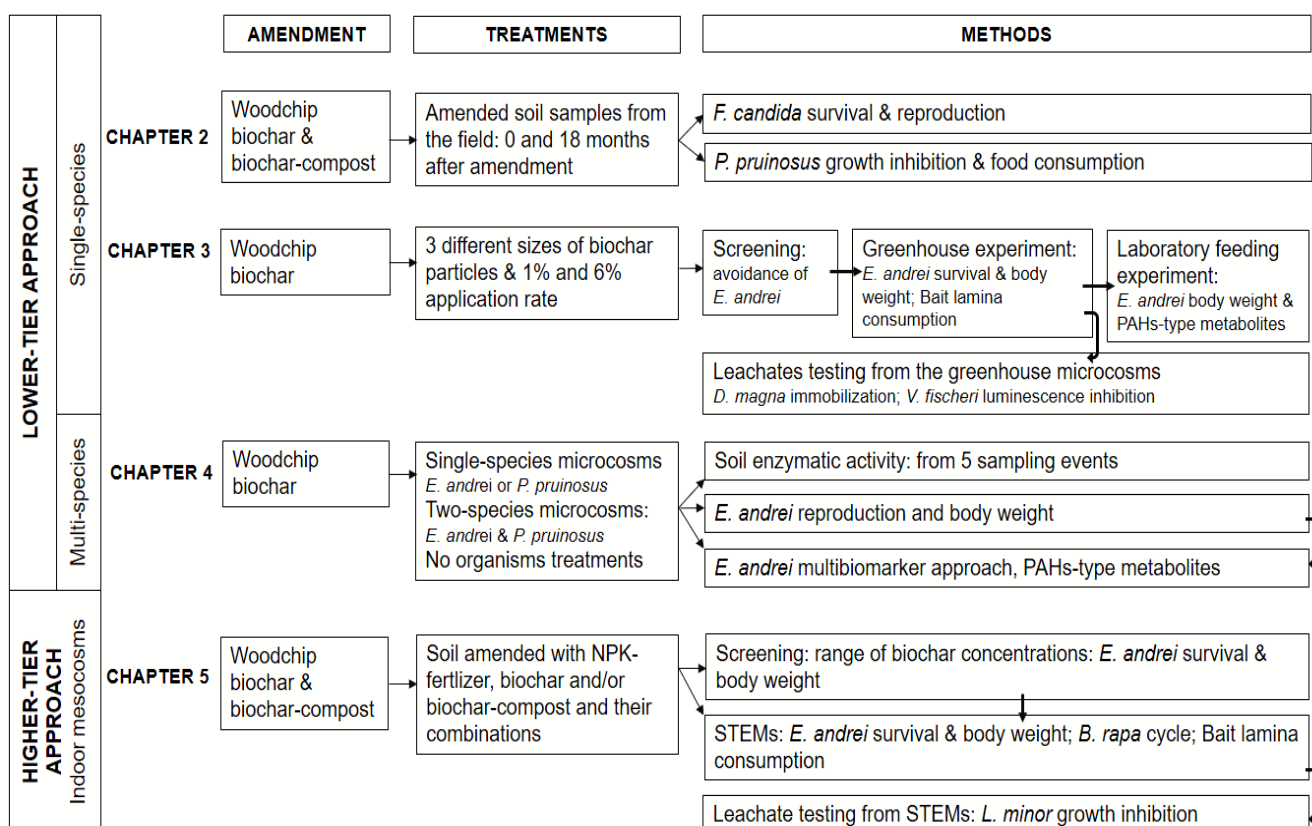 AMENDMENT
TREATMENTS
METHODS
LOWER-TIER APPROACH
Single-species
CHAPTER 2
Woodchip
biochar &
biochar-compost
Amended soil samples from
the field: 0 and 18 months
after amendment
F. candida survival & reproduction
P. pruinosus growth inhibition & food consumption
CHAPTER 3
Woodchip
biochar
3 different sizes of biochar
particles & 1% and 6%
application rate
Screening:
avoidance of
E. andrei
Greenhouse experiment:
E. andrei survival & body
weight; Bait lamina
consumption
Laboratory feeding
experiment:
E. andrei body weight &
PAHs-type metabolites
Leachates testing from the greenhouse microcosms
D. magna immobilization; V. fischeri luminescence inhibition
Multi-species
CHAPTER 4
Woodchip
biochar
Single-species microcosms
E. andrei or P. pruinosus
Two-species microcosms:
E. andrei & P. pruinosus
No organisms treatments
Soil enzymatic activity: from 5 sampling events
E. andrei reproduction and body weight
E. andrei multibiomarker approach, PAHs-type metabolites
HIGHER-TIER
APPROACH
Indoor mesocosms
CHAPTER 5
Woodchip
biochar &
biochar-compost
Soil amended with NPK-
fertlizer, biochar and/or
biochar-compost and their
combinations
Screening: range of biochar concentrations: E. andrei survival &
body weight
STEMs: E. andrei survival & body weight; B. rapa cycle; Bait lamina
consumption
Leachate testing from STEMs: L. minor growth inhibition